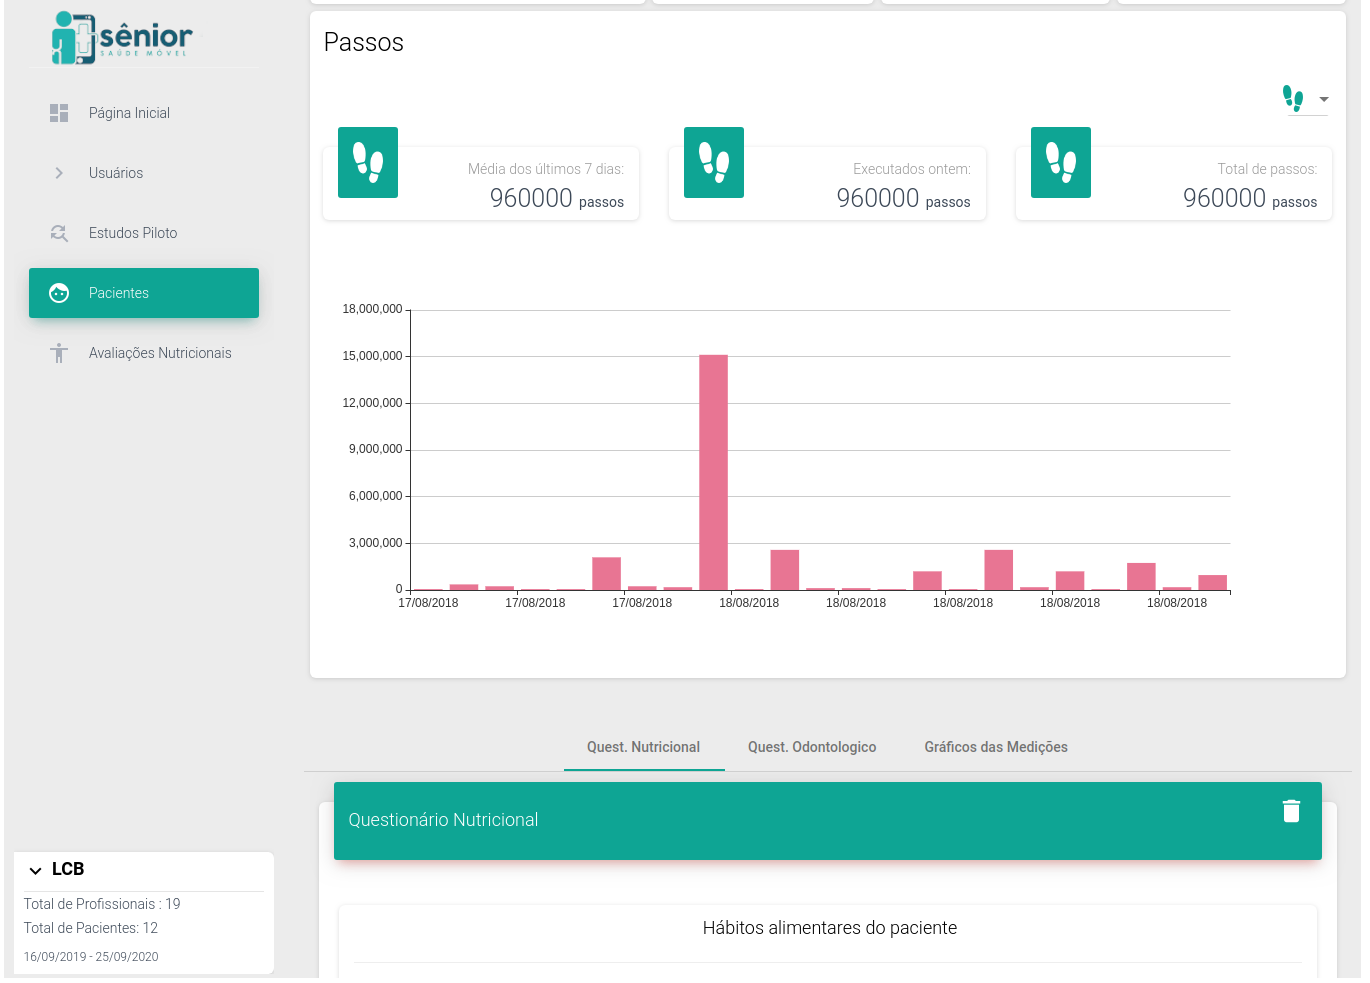 sênior
SAÚDE MÓVEL
Página Inicial
Usuários
Estudos Piloto
Pacientes
Avaliações Nutricionais
LCB
Total de Profissionais : 19
Total de Pacientes: 12
16/09/2019 - 25/09/2020
Passos
Média dos últimos 7 dias:
960000 passos
Executados ontem:
960000 passos
Total de passos:
960000 passos
18,000,000
15,000,000
12,000,000
9,000,000
6,000,000
3,000,000
0
17/08/2018 17/08/2018 17/08/2018 18/08/2018 18/08/2018 18/08/2018 18/08/2018 18/08/2018
Quest. Nutricional Quest. Odontologico Gráficos das Medições
Questionário Nutricional
Hábitos alimentares do paciente